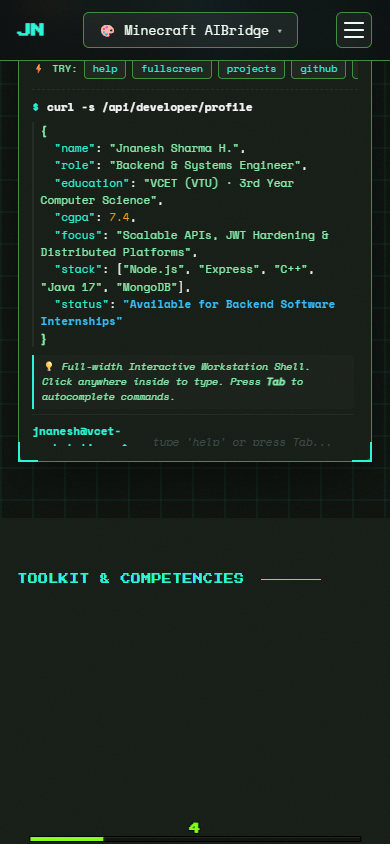 JN
Minecraft AIBridge
TRY: help fullscreen projects github
$ curl -s /api/developer/profile
{
"name": "Jnanesh Sharma H.",
"role": "Backend & Systems Engineer",
"education": "VCET (VTU) · 3rd Year
Computer Science",
"cgpa": 7.4,
"focus": "Scalable APIs, JWT Hardening &
Distributed Platforms",
"stack": ["Node.js", "Express", "C++",
"Java 17", "MongoDB"],
"status": "Available for Backend Software
Internships"
}
💡 Full-width Interactive Workstation Shell.
Click anywhere inside to type. Press Tab to
autocomplete commands.
jnanesh@vcet-
type 'help' or press Tab...
TOOLKIT & COMPETENCIES
4